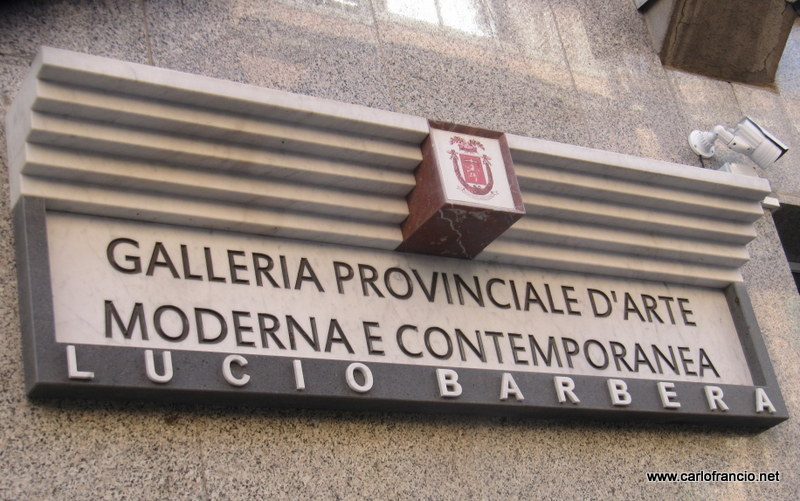 GALLERIA PROVINCIALE D'ARTE
MODERNA E CONTEMPORANEA
LUCIO BARBERA
www.carlofrancio.net